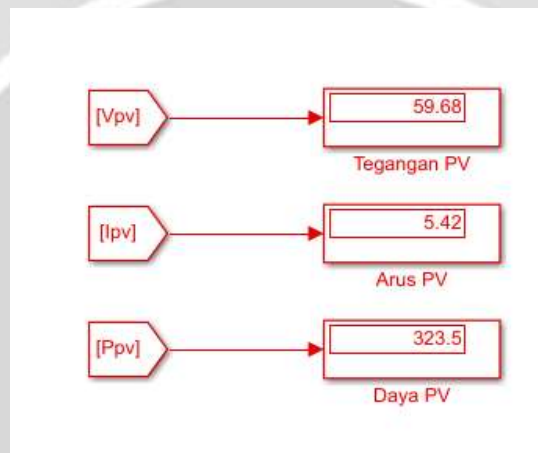 [Vpv]
59.68
Tegangan PV
[Ipv]
5.42
Arus PV
[Ppv]
323.5
Daya PV